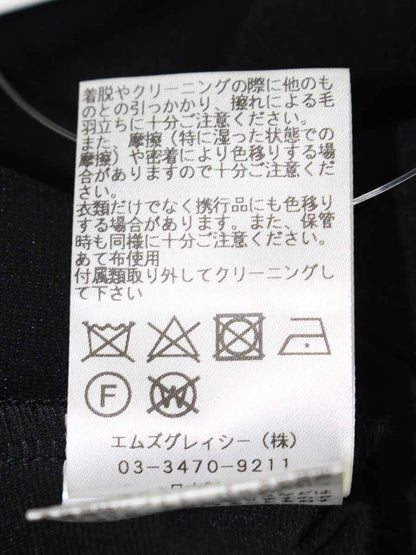 着脱やクリーニングの際に他のも
のとの引っかかり、擦れによる毛
羽立ちに十分ご注意ください。
また、摩擦（特に湿った状態での
摩擦）や密着により色移りする場
合がありますので十分ご注意くだ
さい。
衣類だけでなく携行品にも色移り
する場合があります。また、保管
時も同様に十分ご注意ください。
あて布使用
付属類取り外してクリーニングし
て下さい
F W
エムズグレイシー（株）
03-3470-9211